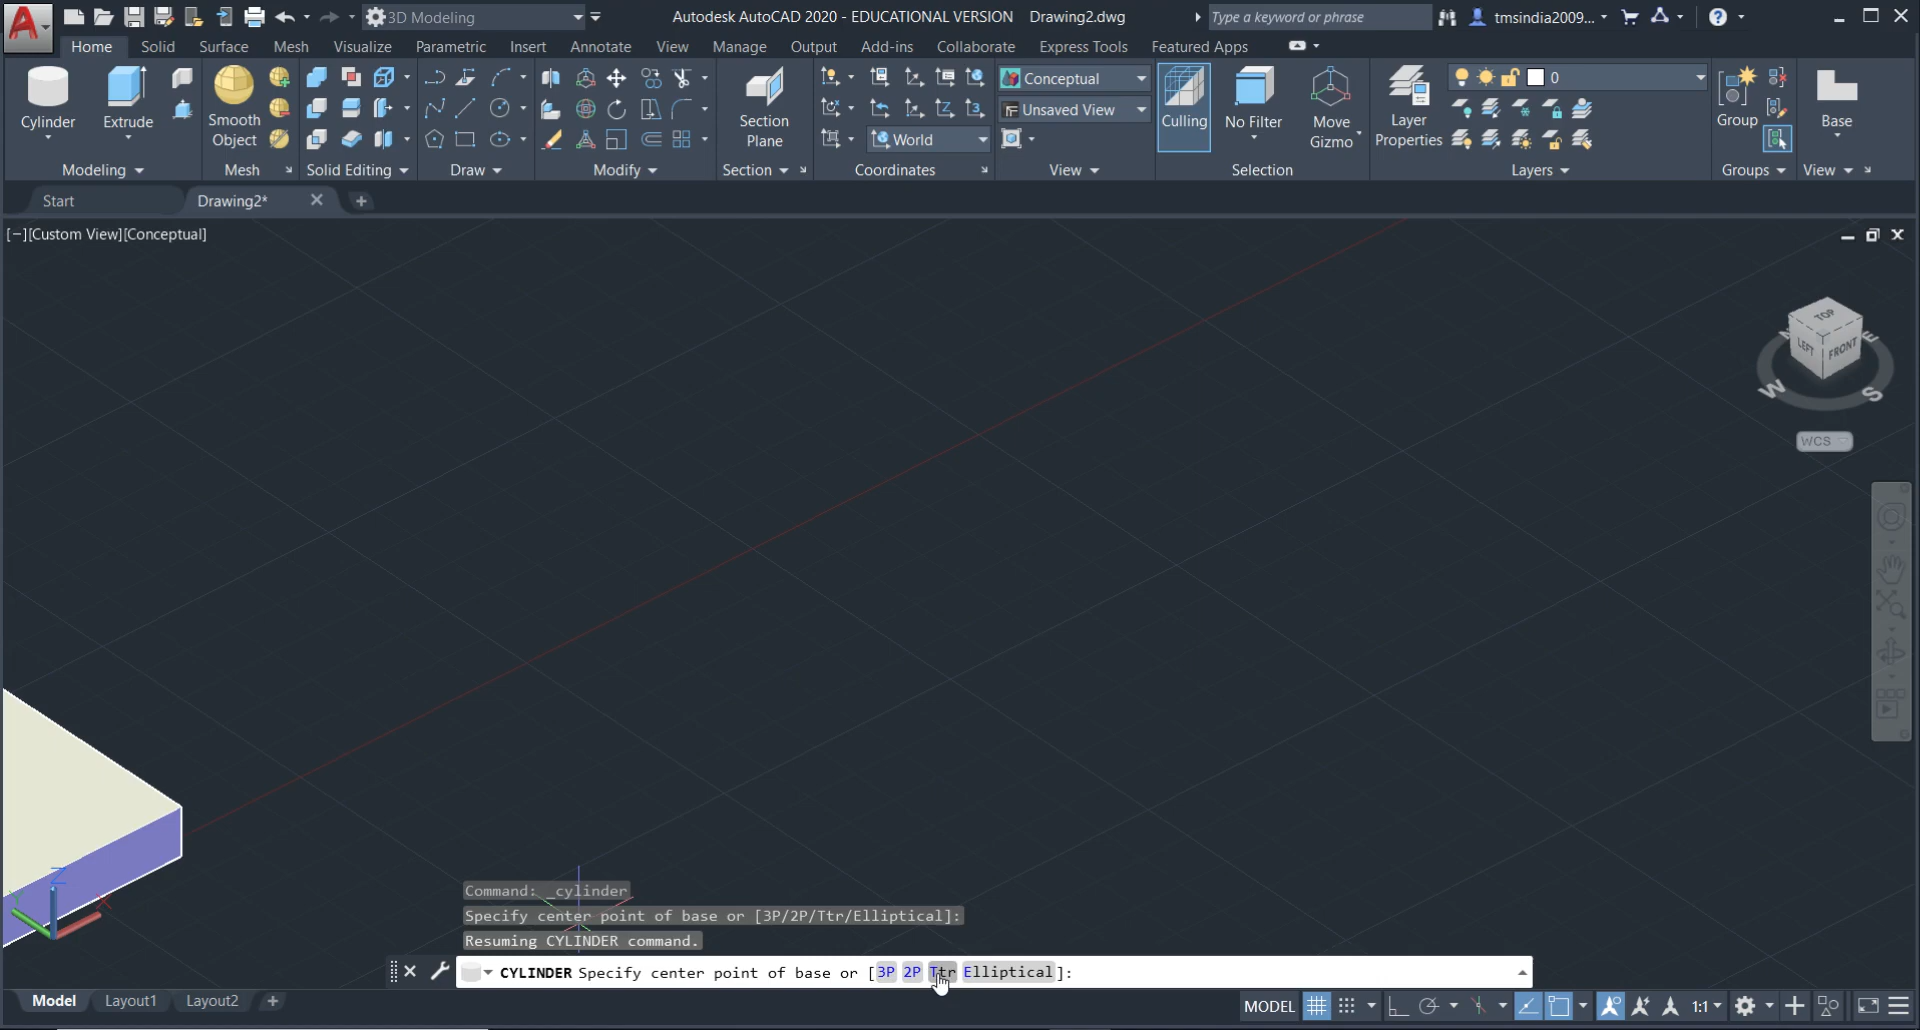 3D Modeling
Autodesk AutoCAD 2020 - EDUCATIONAL VERSION Drawing2.dwg
Type a keyword or phrase
tmsindia2009...
Home Solid Surface Mesh Visualize Parametric Insert Annotate View Manage Output Add-ins Collaborate Express Tools Featured Apps
Cylinder
Extrude
Smooth
Object
Section
Plane
Conceptual
Unsaved View
World
Culling
No Filter
Move
Gizmo
Layer
Properties
0
Group
Base
Modeling Mesh Solid Editing Draw Modify Section Coordinates View Selection Layers Groups View
Start Drawing2*
[−][Custom View][Conceptual]
TOP
LEFT
FRONT
N
E
W
S
WCS
Z
X
Y
Command: _cylinder
Specify center point of base or [3P/2P/Ttr/Elliptical]:
Resuming CYLINDER command.
CYLINDER Specify center point of base or [3P 2P Ttr Elliptical]:
Model Layout1 Layout2
MODEL
1:1